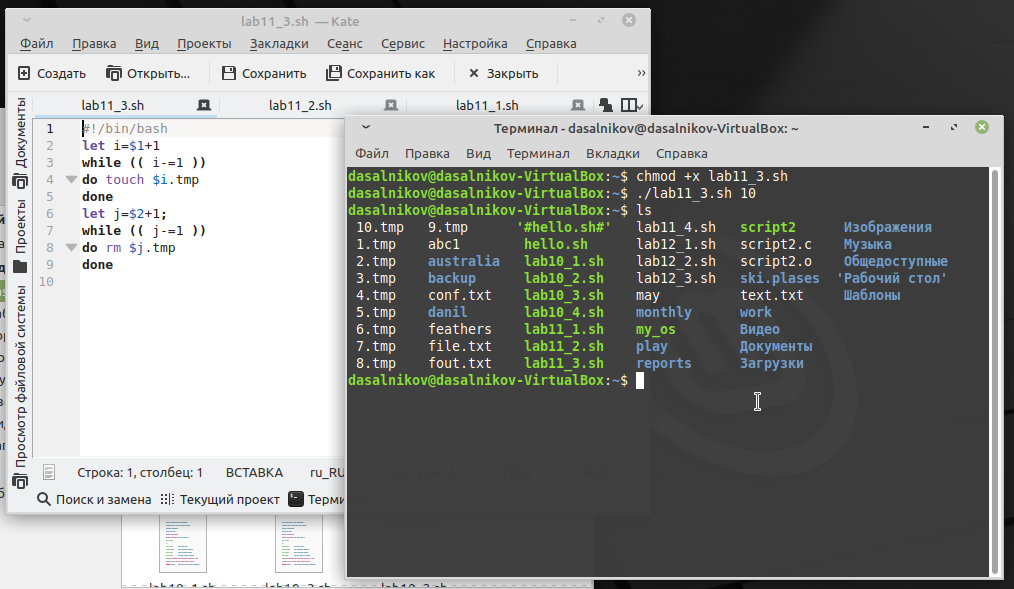 lab11_3.sh — Kate
Файл Правка Вид Проекты Закладки Сеанс Сервис Настройка Справка
Создать Открыть... Сохранить Сохранить как Закрыть »
lab11_3.sh lab11_2.sh lab11_1.sh
Документы
Проекты
Просмотр файловой системы
1 #!/bin/bash
2 let i=$1+1
3 while (( i-=1 ))
4 do touch $i.tmp
5 done
6 let j=$2+1;
7 while (( j-=1 ))
8 do rm $j.tmp
9 done
10
Строка: 1, столбец: 1 ВСТАВКА ru_RU
Поиск и замена Текущий проект Терми
Терминал - dasalnikov@dasalnikov-VirtualBox: ~
Файл Правка Вид Терминал Вкладки Справка
dasalnikov@dasalnikov-VirtualBox:~$ chmod +x lab11_3.sh
dasalnikov@dasalnikov-VirtualBox:~$ ./lab11_3.sh 10
dasalnikov@dasalnikov-VirtualBox:~$ ls
10.tmp 9.tmp '#hello.sh#' lab11_4.sh script2 Изображения
1.tmp abc1 hello.sh lab12_1.sh script2.c Музыка
2.tmp australia lab10_1.sh lab12_2.sh script2.o Общедоступные
3.tmp backup lab10_2.sh lab12_3.sh ski.plases 'Рабочий стол'
4.tmp conf.txt lab10_3.sh may text.txt Шаблоны
5.tmp danil lab10_4.sh monthly work
6.tmp feathers lab11_1.sh my_os Видео
7.tmp file.txt lab11_2.sh play Документы
8.tmp fout.txt lab11_3.sh reports Загрузки
dasalnikov@dasalnikov-VirtualBox:~$